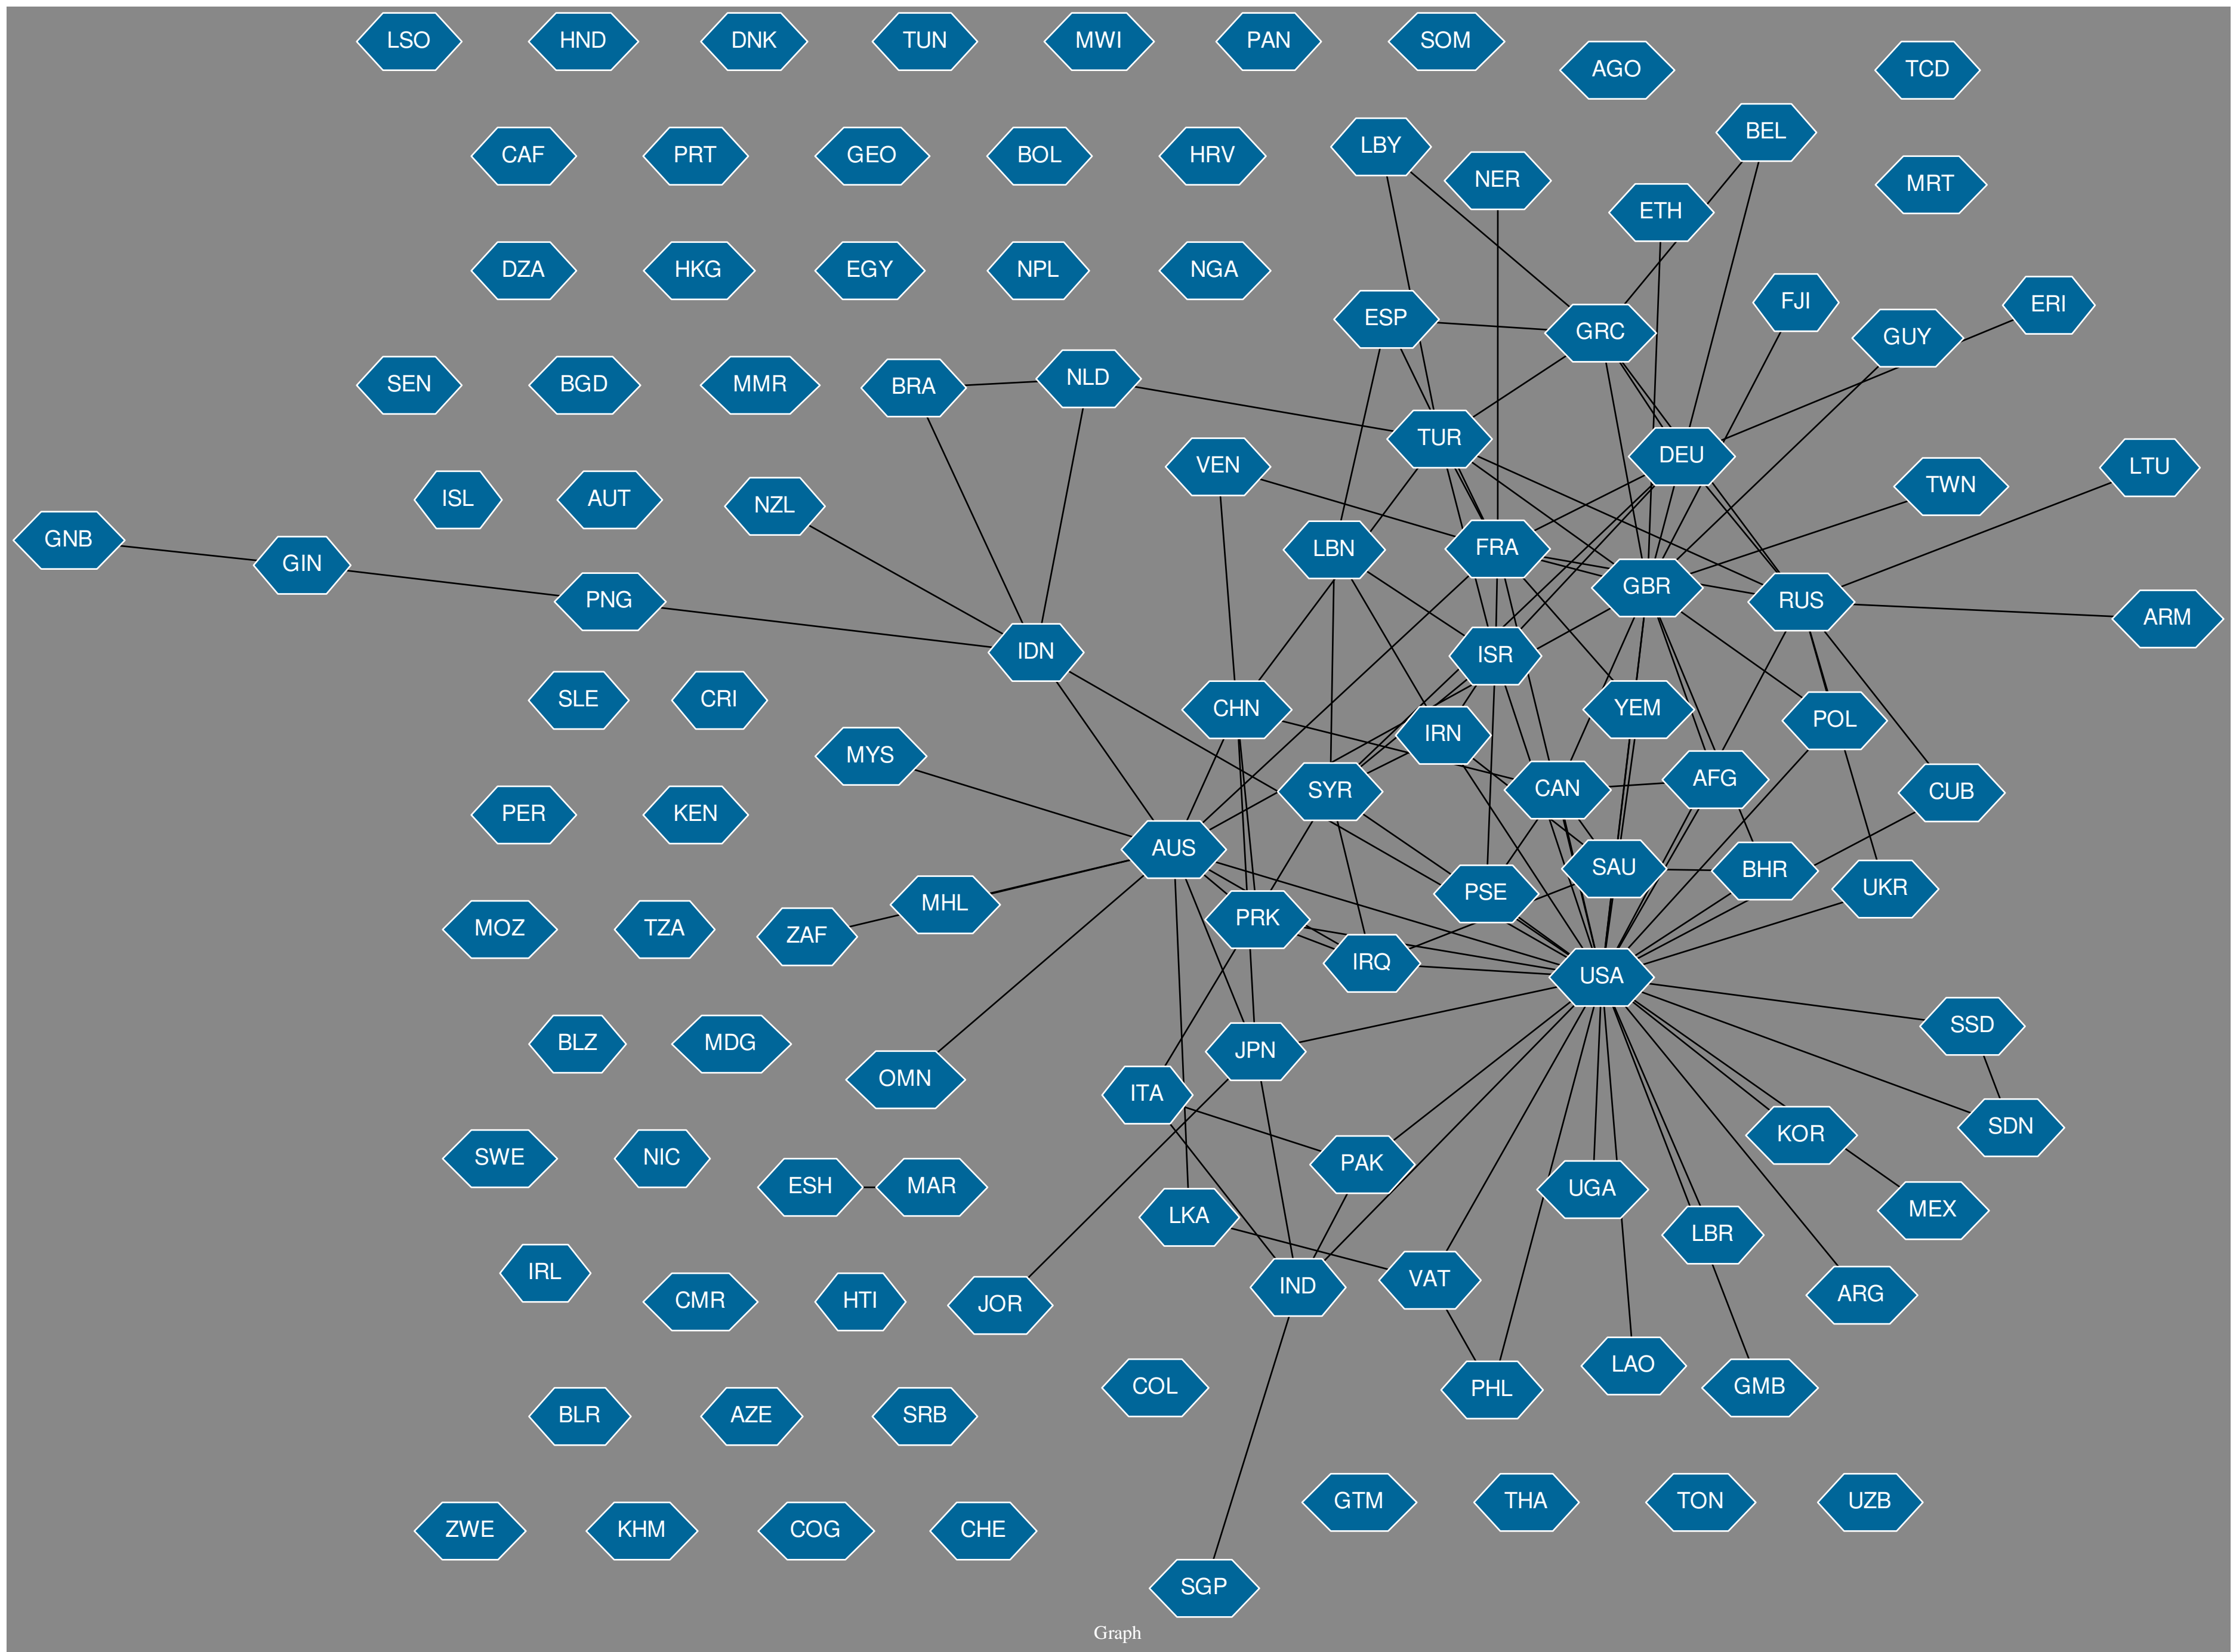 LSO
HND
DNK
TUN
MWI
PAN
SOM
AGO
TCD
BEL
CAF
PRT
GEO
BOL
HRV
LBY
NER
MRT
ETH
DZA
HKG
EGY
NPL
NGA
FJI
ERI
ESP
GRC
GUY
SEN
BGD
MMR
BRA
NLD
TUR
DEU
VEN
LTU
TWN
ISL
AUT
NZL
GNB
GIN
LBN
FRA
GBR
PNG
RUS
ARM
IDN
ISR
SLE
CRI
CHN
YEM
POL
IRN
MYS
SYR
CAN
AFG
CUB
PER
KEN
AUS
SAU
BHR
UKR
PSE
MHL
PRK
MOZ
TZA
ZAF
IRQ
USA
SSD
BLZ
MDG
JPN
OMN
ITA
KOR
SDN
SWE
NIC
PAK
ESH
MAR
UGA
MEX
LKA
LBR
IRL
VAT
IND
ARG
CMR
HTI
JOR
LAO
COL
PHL
GMB
BLR
AZE
SRB
GTM
THA
TON
UZB
ZWE
KHM
COG
CHE
SGP
Graph